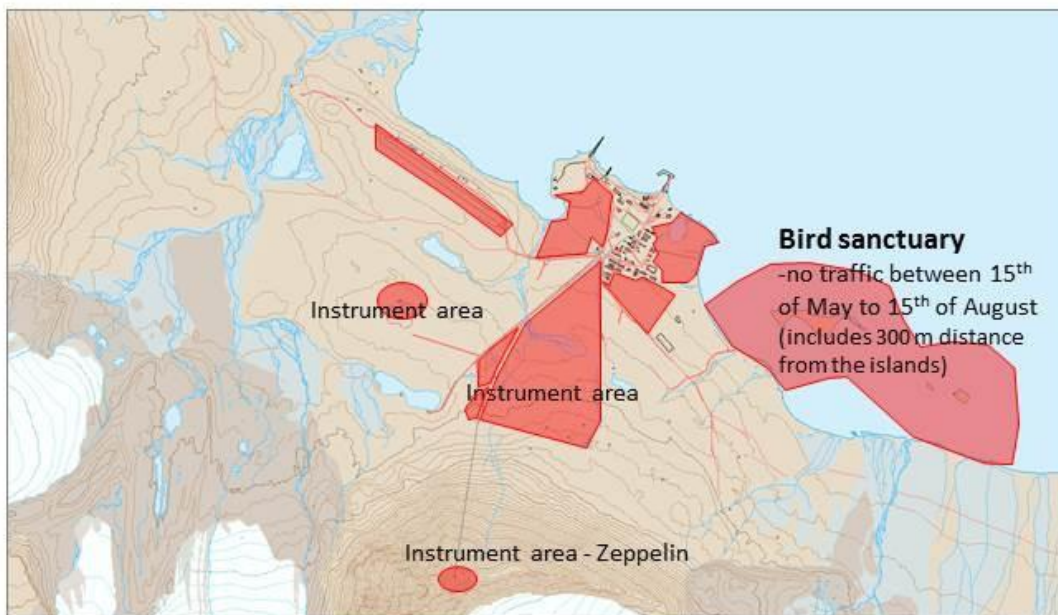 Bird sanctuary
-no traffic between 15th
of May to 15th of August
(includes 300 m distance
from the islands)
Instrument area
Instrument area
Instrument area - Zeppelin